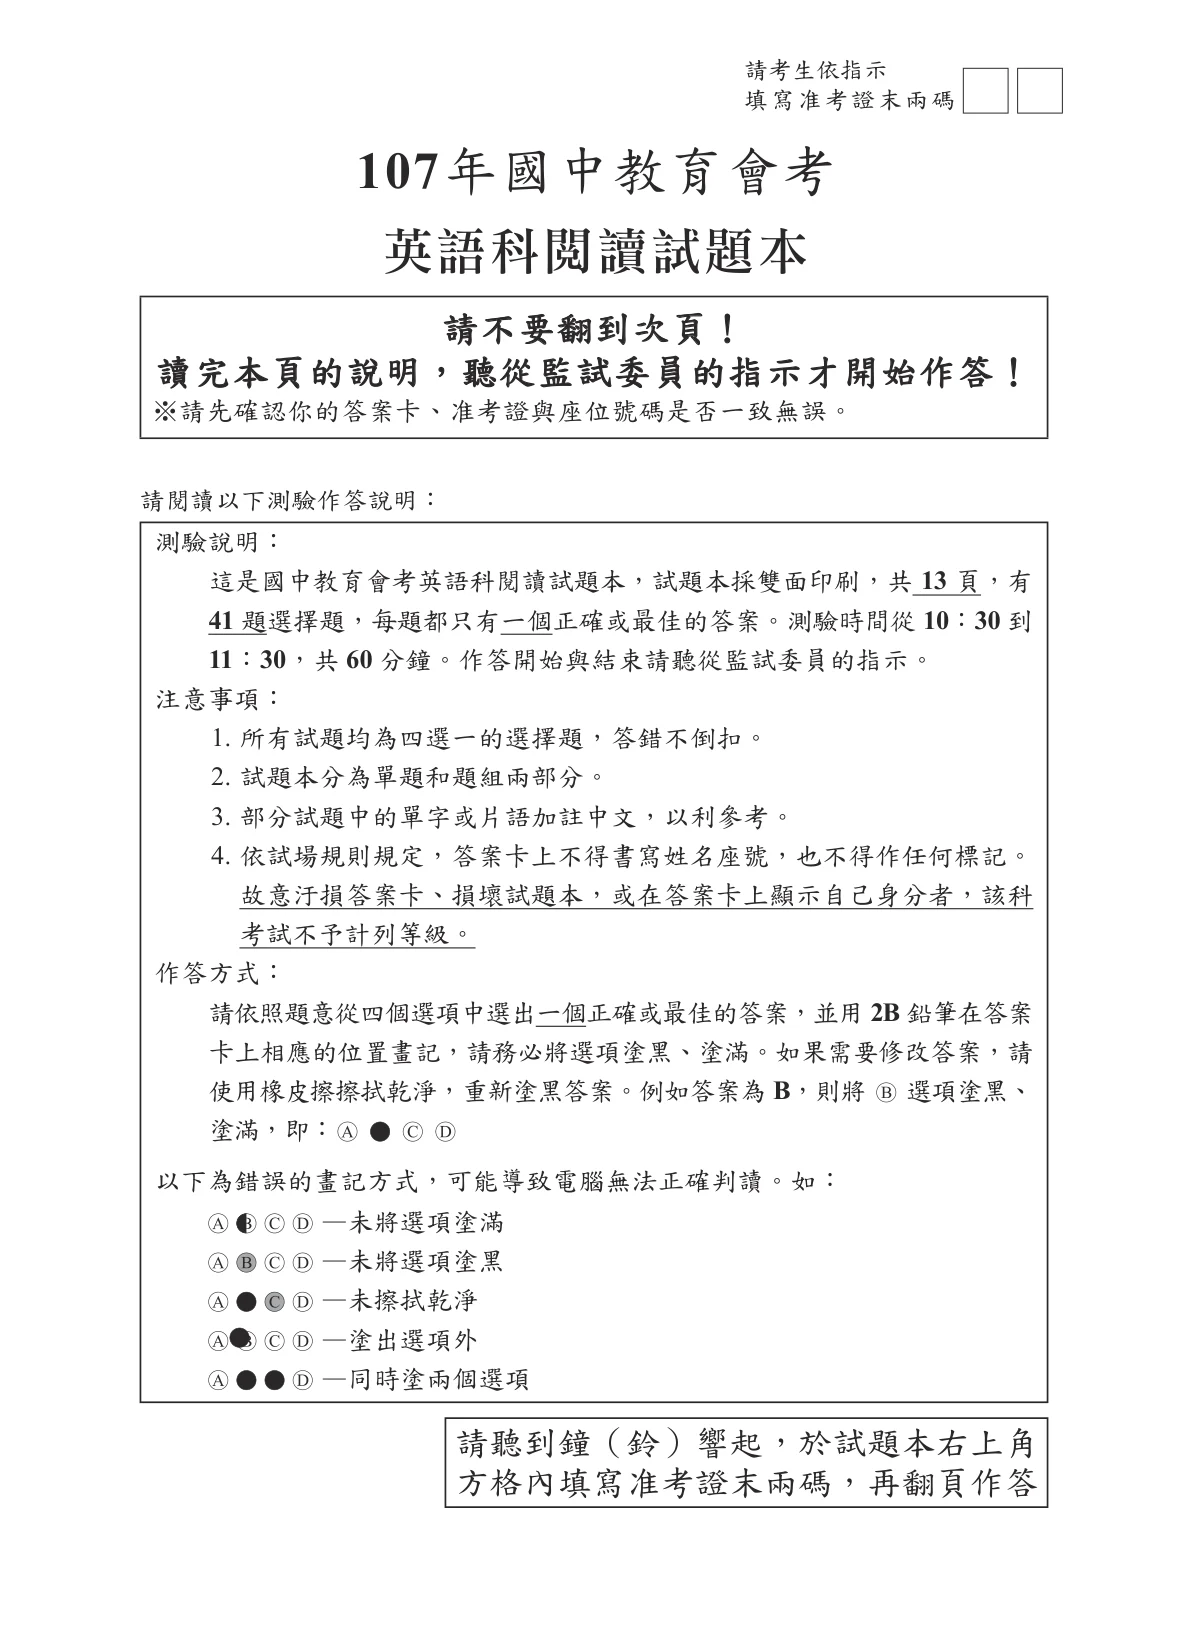 請考生依指示
填寫准考證末兩碼
107年國中教育會考
英語科閱讀試題本
請不要翻到次頁！
讀完本頁的說明，聽從監試委員的指示才開始作答！
※請先確認你的答案卡、准考證與座位號碼是否一致無誤。
請閱讀以下測驗作答說明：
測驗說明：
這是國中教育會考英語科閱讀試題本，試題本採雙面印刷，共 13 頁，有
41 題選擇題，每題都只有一個正確或最佳的答案。測驗時間從 10：30 到
11：30，共 60 分鐘。作答開始與結束請聽從監試委員的指示。
注意事項：
1. 所有試題均為四選一的選擇題，答錯不倒扣。
2. 試題本分為單題和題組兩部分。
3. 部分試題中的單字或片語加註中文，以利參考。
4. 依試場規則規定，答案卡上不得書寫姓名座號，也不得作任何標記。
故意汙損答案卡、損壞試題本，或在答案卡上顯示自己身分者，該科
考試不予計列等級。
作答方式：
請依照題意從四個選項中選出一個正確或最佳的答案，並用 2B 鉛筆在答案
卡上相應的位置畫記，請務必將選項塗黑、塗滿。如果需要修改答案，請
使用橡皮擦擦拭乾淨，重新塗黑答案。例如答案為 B，則將 Ⓑ 選項塗黑、
塗滿，即：Ⓐ ● Ⓒ Ⓓ
以下為錯誤的畫記方式，可能導致電腦無法正確判讀。如：
Ⓐ Ⓑ Ⓒ Ⓓ —未將選項塗滿
Ⓐ Ⓑ Ⓒ Ⓓ —未將選項塗黑
Ⓐ ● Ⓒ Ⓓ —未擦拭乾淨
Ⓐ Ⓑ Ⓒ Ⓓ —塗出選項外
Ⓐ ● ● Ⓓ —同時塗兩個選項
請聽到鐘（鈴）響起，於試題本右上角
方格內填寫准考證末兩碼，再翻頁作答